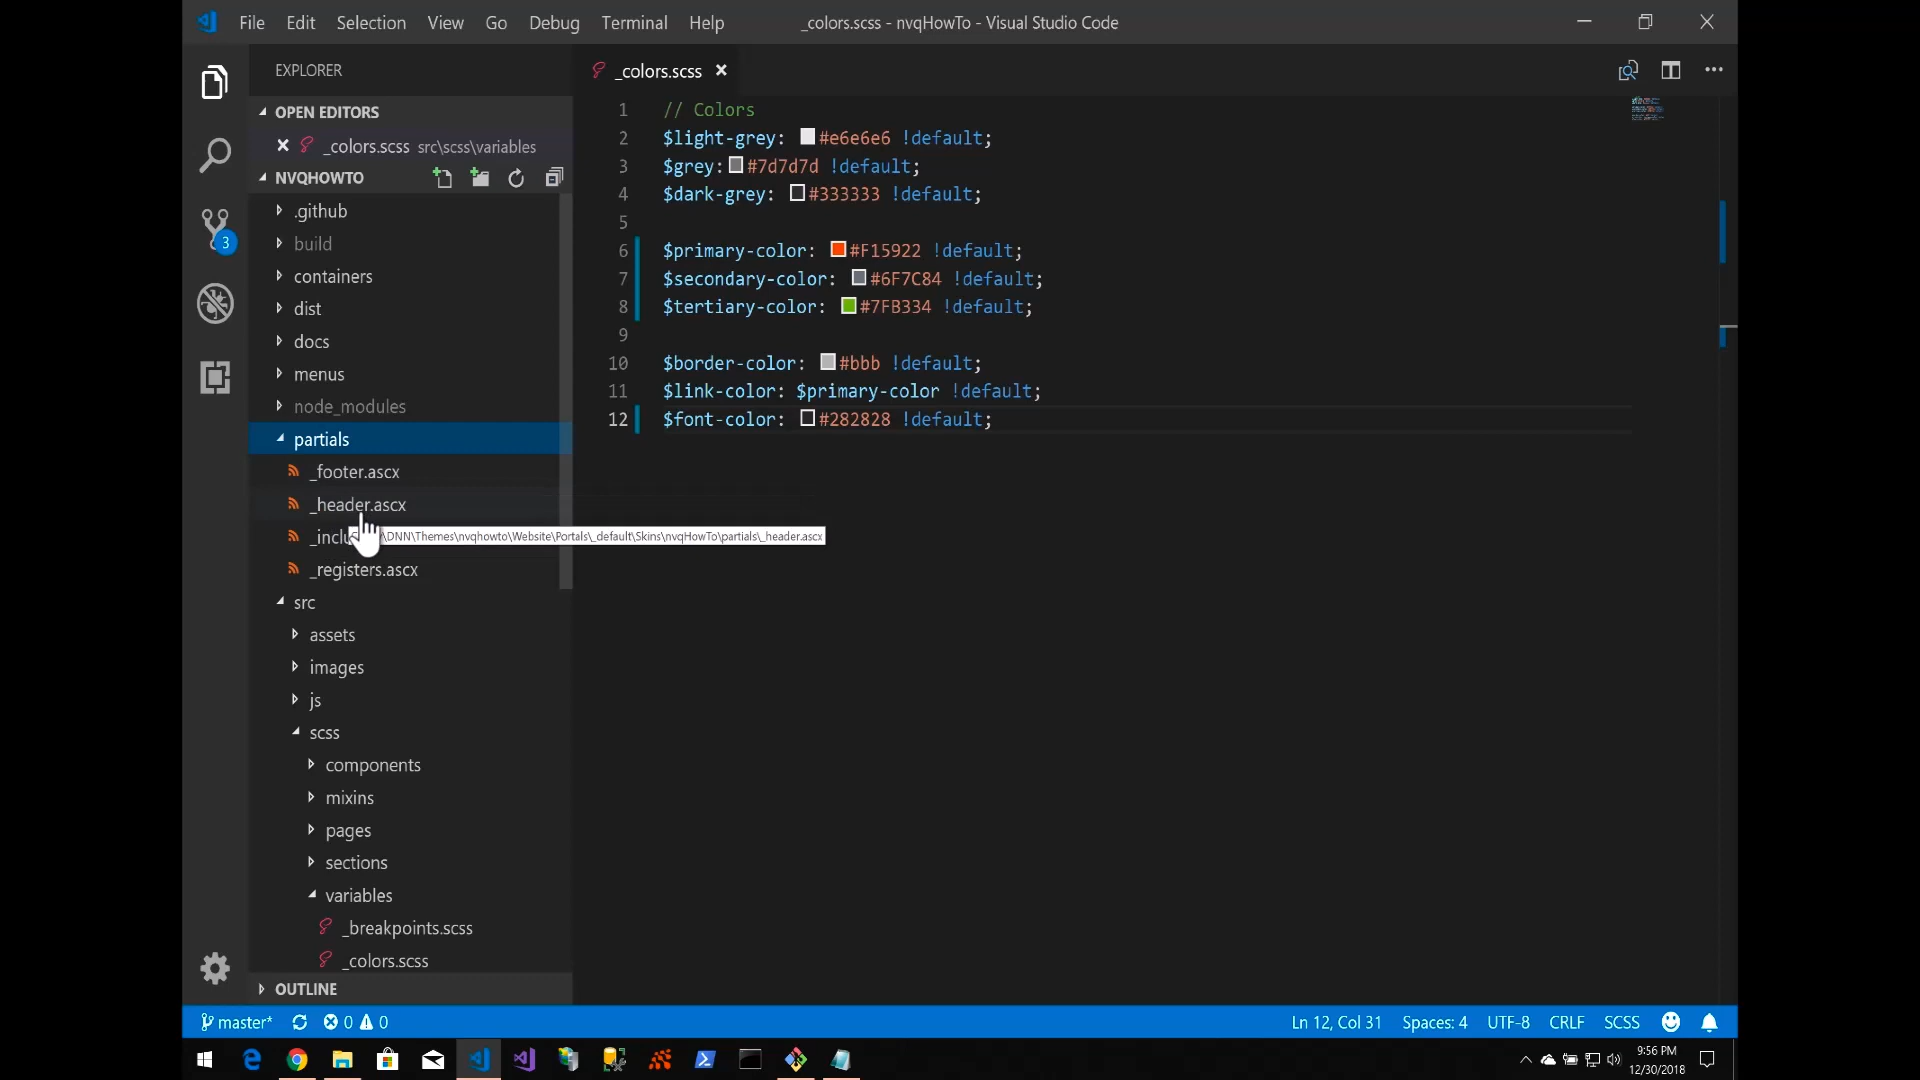 File Edit Selection View Go Debug Terminal Help
_colors.scss - nvqHowTo - Visual Studio Code
EXPLORER
OPEN EDITORS
_colors.scss src\scss\variables
NVQHOWTO
.github
build
containers
dist
docs
menus
node_modules
partials
_footer.ascx
_header.ascx
\DNN\Themes\nvqhowto\Website\Portals\_default\Skins\nvqHowTo\partials\_header.ascx
_registers.ascx
src
assets
images
js
scss
components
mixins
pages
sections
variables
_breakpoints.scss
_colors.scss
OUTLINE
3
_colors.scss
1 // Colors
2 $light-grey: #e6e6e6 !default;
3 $grey: #7d7d7d !default;
4 $dark-grey: #333333 !default;
5
6 $primary-color: #F15922 !default;
7 $secondary-color: #6F7C84 !default;
8 $tertiary-color: #7FB334 !default;
9
10 $border-color: #bbb !default;
11 $link-color: $primary-color !default;
12 $font-color: #282828 !default;
master* 0 0
Ln 12, Col 31 Spaces: 4 UTF-8 CRLF SCSS
9:56 PM
12/30/2018